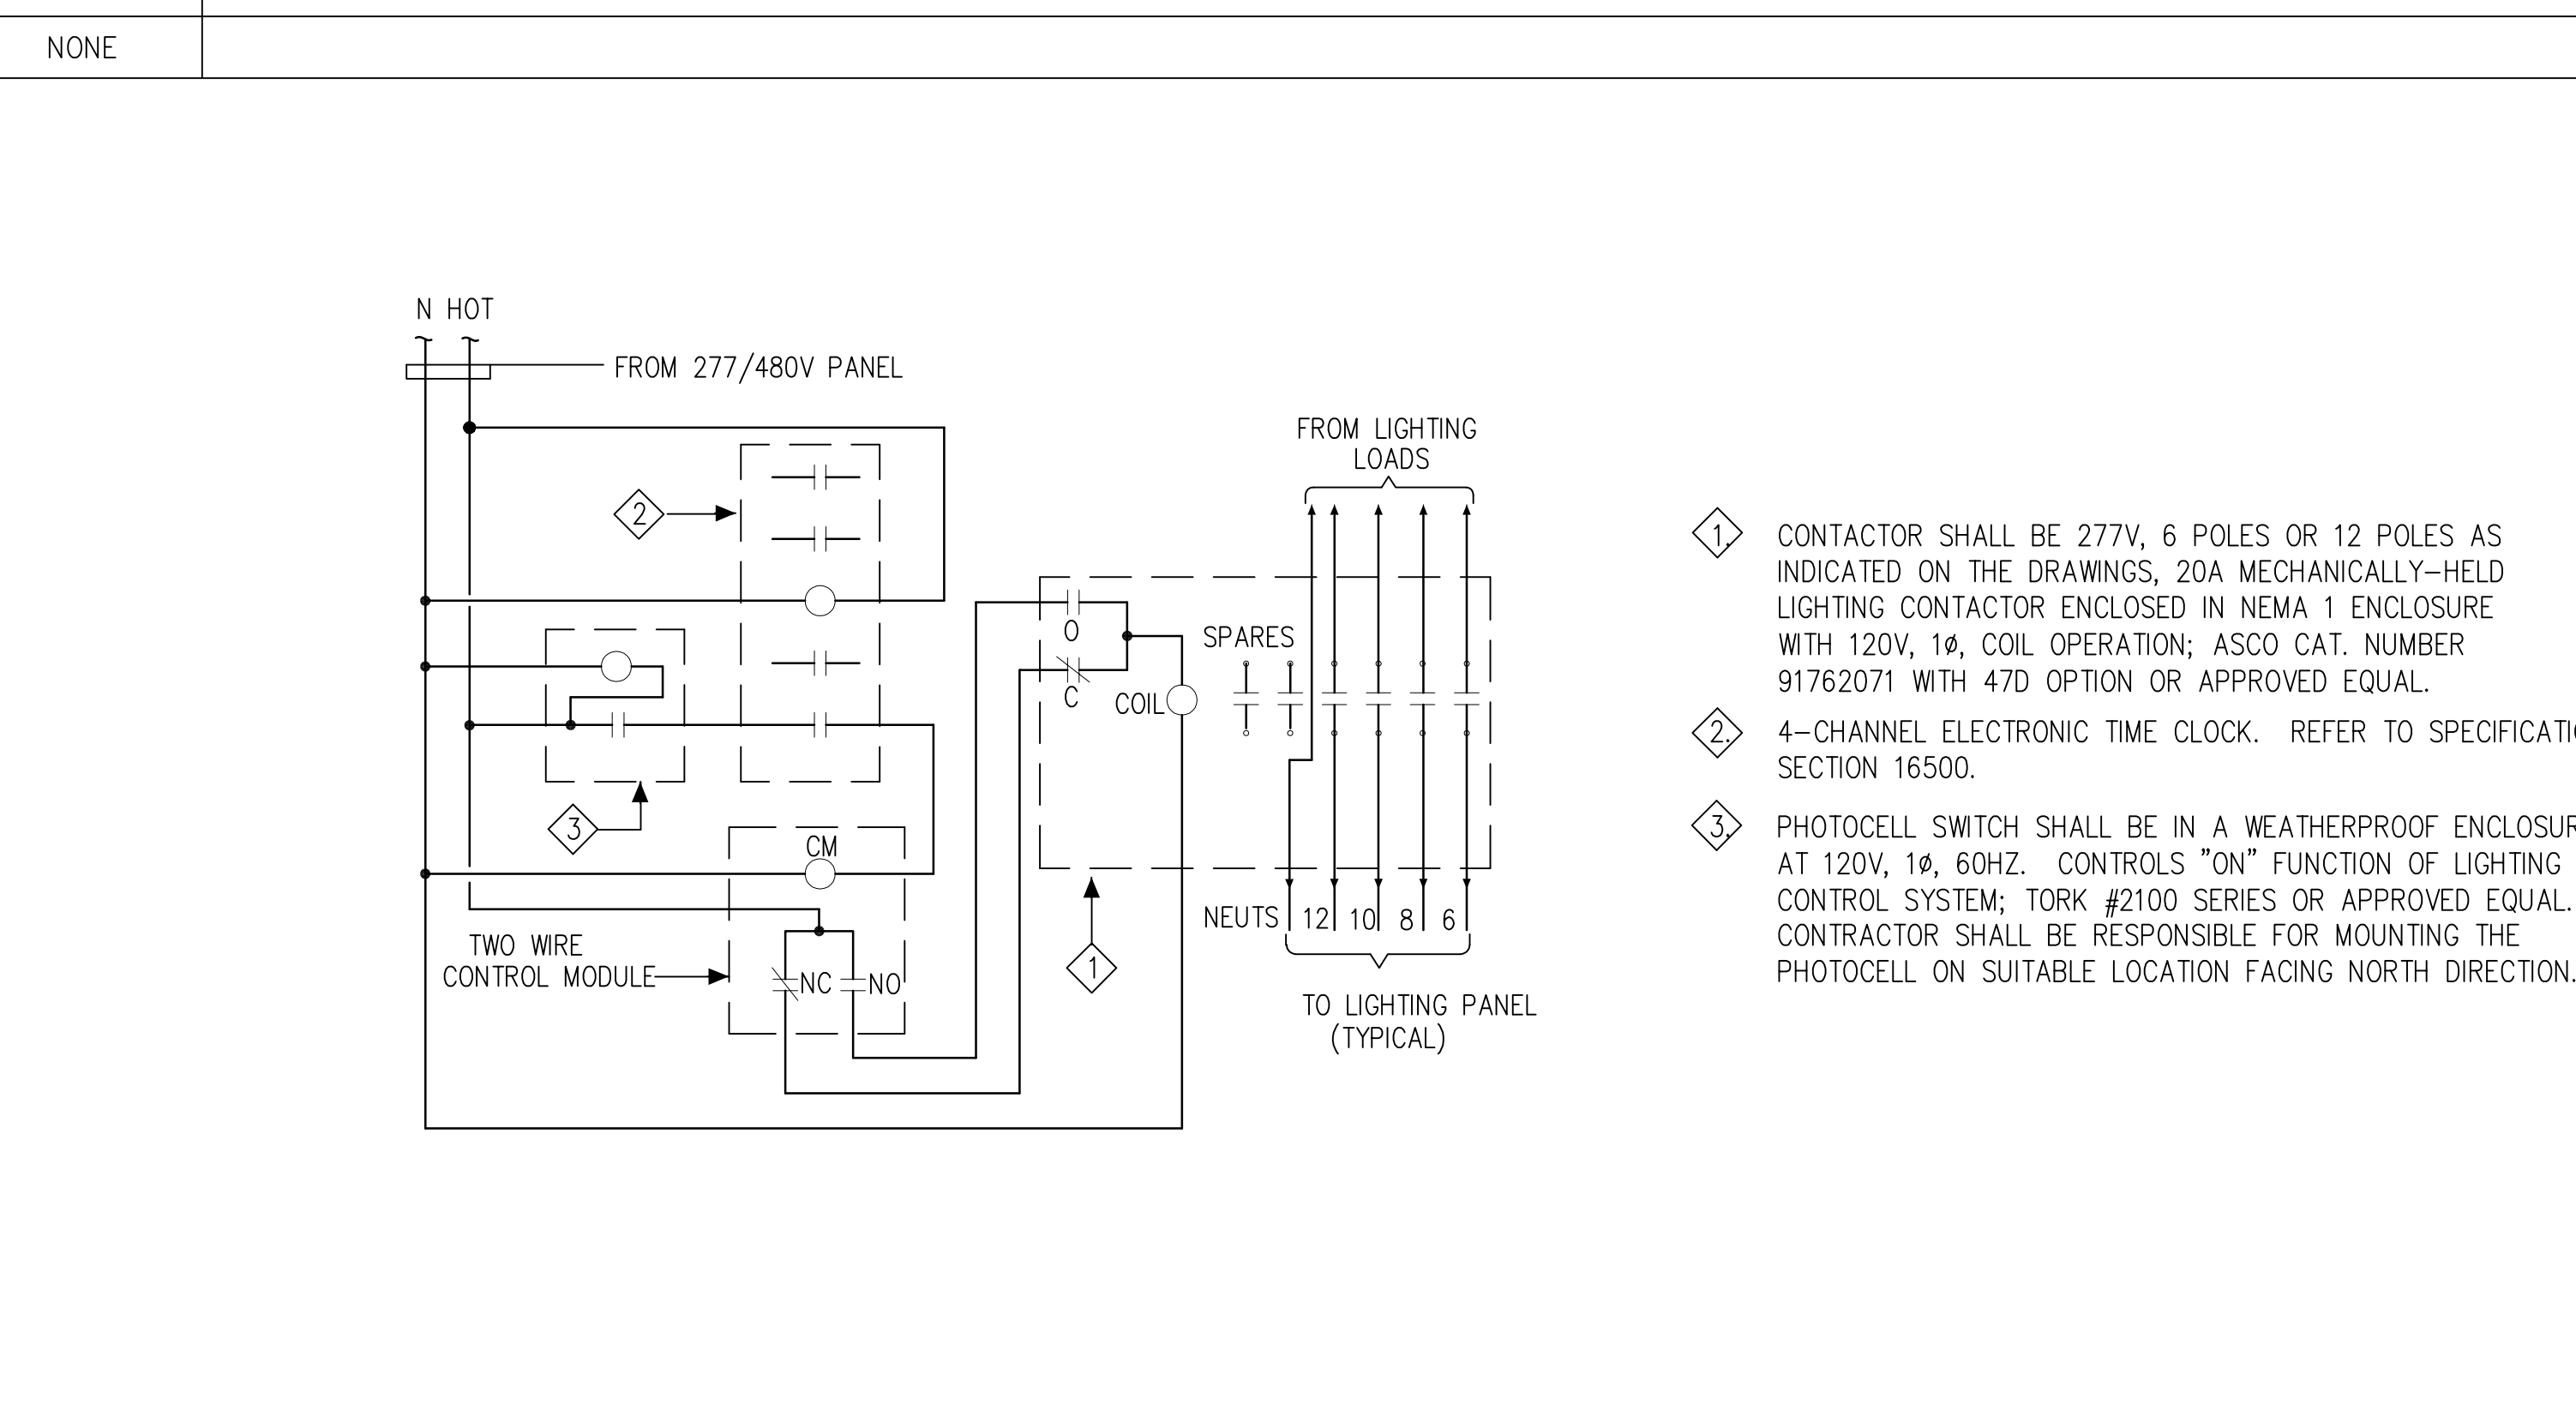 NONE
N HOT
FROM 277/480V PANEL
FROM LIGHTING
LOADS
2
O
SPARES
C
COIL
3
CM
NEUTS 12 10 8 6
TWO WIRE
CONTROL MODULE
NC NO
1
TO LIGHTING PANEL
(TYPICAL)
1. CONTACTOR SHALL BE 277V, 6 POLES OR 12 POLES AS
INDICATED ON THE DRAWINGS, 20A MECHANICALLY-HELD
LIGHTING CONTACTOR ENCLOSED IN NEMA 1 ENCLOSURE
WITH 120V, 1ø, COIL OPERATION; ASCO CAT. NUMBER
91762071 WITH 47D OPTION OR APPROVED EQUAL.
2. 4-CHANNEL ELECTRONIC TIME CLOCK. REFER TO
SECTION 16500.
3. PHOTOCELL SWITCH SHALL BE IN A WEATHERPROOF
AT 120V, 1ø, 60HZ. CONTROLS "ON" FUNCTION OF LIGHTING
CONTROL SYSTEM; TORK #2100 SERIES OR APPROVED EQUAL.
CONTRACTOR SHALL BE RESPONSIBLE FOR MOUNTING THE
PHOTOCELL ON SUITABLE LOCATION FACING NORTH DIRECTION.